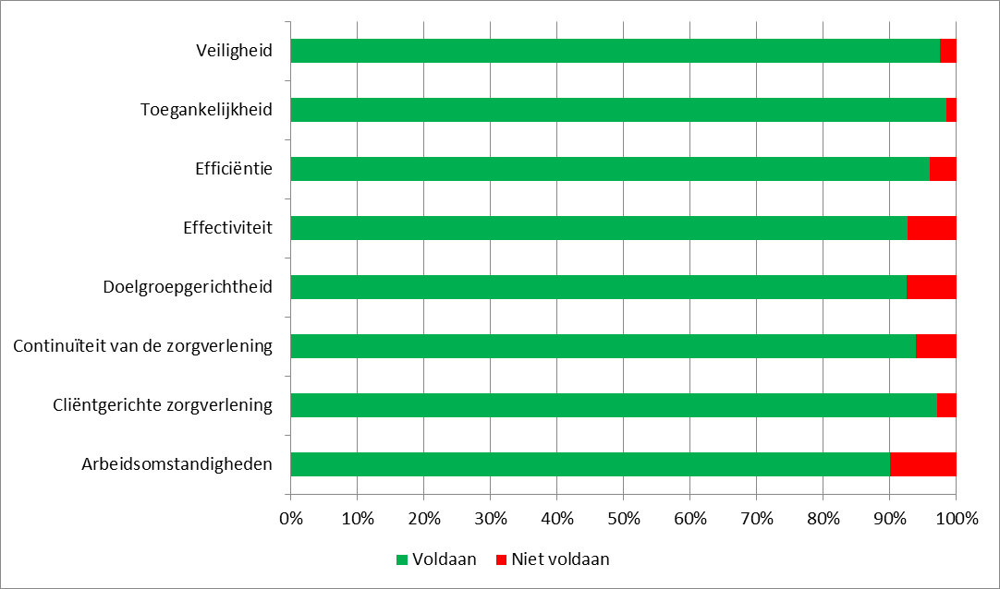 Veiligheid
Toegankelijkheid
Efficiëntie
Effectiviteit
Doelgroepgerichtheid
Continuïteit van de zorgverlening
Cliëntgerichte zorgverlening
Arbeidsomstandigheden
0% 10% 20% 30% 40% 50% 60% 70% 80% 90% 100%
Voldaan Niet voldaan